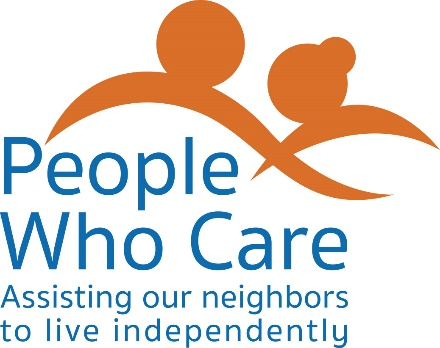 People
Who Care
Assisting our neighbors
to live independently